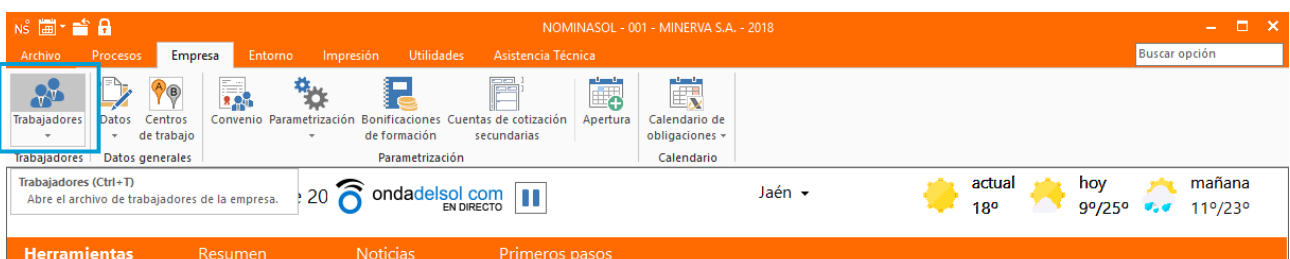 NS
NOMINASOL - 001 - MINERVA S.A. - 2018
Archivo Procesos Empresa Entorno Impresión Utilidades Asistencia Técnica Buscar opción
Trabajadores Datos Centros de trabajo Convenio Parametrización Bonificaciones de formación Cuentas de cotización secundarias Apertura Calendario de obligaciones
Trabajadores Datos generales Parametrización Calendario
Trabajadores (Ctrl+T)
Abre el archivo de trabajadores de la empresa.
20 ondadelsol com EN DIRECTO Jaén
actual 18º hoy 9º/25º mañana 11º/23º
Herramientas Resumen Noticias Primeros pasos